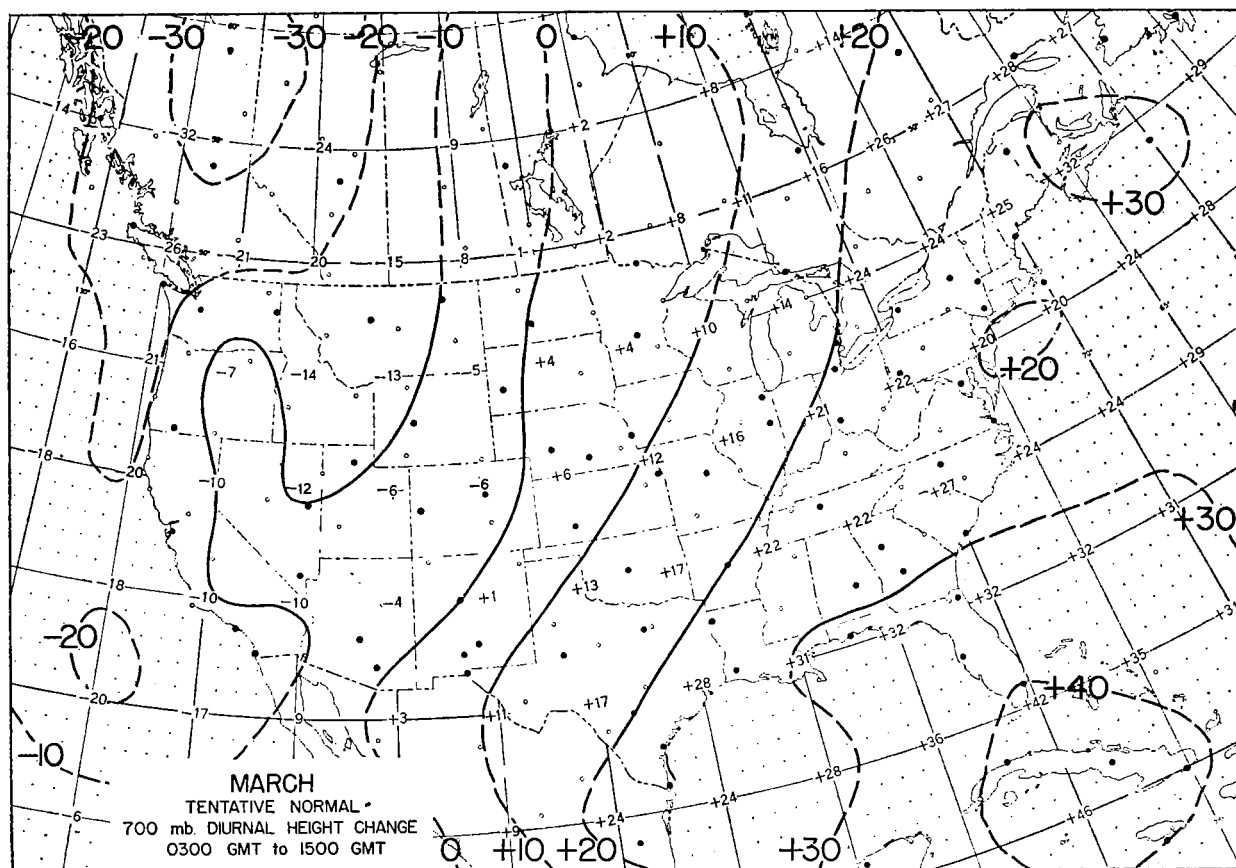 -20 -30 -30 -20 -10 0 +10 +20
+14 +21 +28 +29
-14 -32 -24 -9 +2 +8 +16 +26 +27 +32
+30
-23 -26 -21 -20 -15 -8 -1 +2 +8 +11 +24 +24 +25 +28
-16 -21 +10 +14 +20 +20 +24 +29
+20
-7 -14 -13 -5 +4 +4 +21 +22 +24
-18 -20 -10 -12 -6 -6 +6 +12 +16 +27 +24 +31
+30
-18 -10 -10 -4 +1 +13 +17 +22 +22 +32 +32 +31
-20
-20 -17 -9 +3 +11 +17 +28 +31 +32 +35
+40
+42
-10
-6 +9 +24 +24 +28 +36 +46
MARCH
TENTATIVE NORMAL
700 mb. DIURNAL HEIGHT CHANGE
0300 GMT to 1500 GMT
0 +10 +20 +30